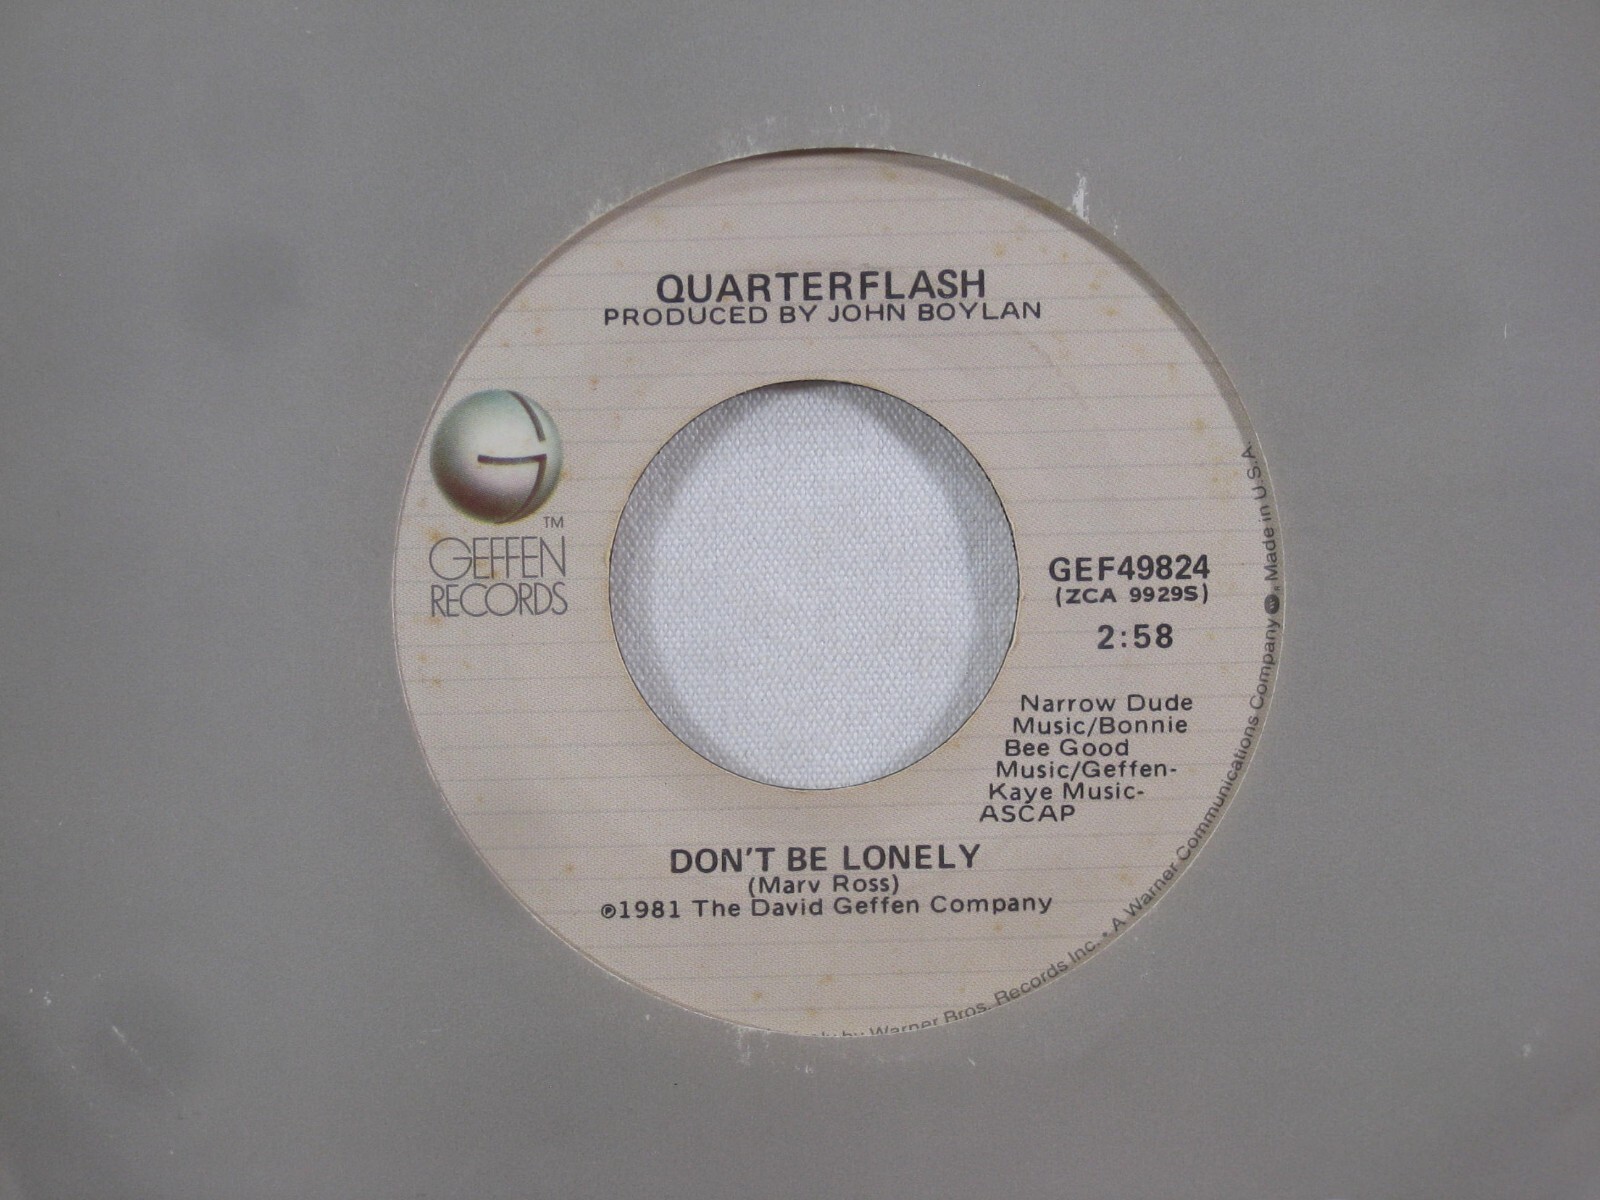 QUARTERFLASH
PRODUCED BY JOHN BOYLAN
TM
GEFFEN
RECORDS
GEF49824
(ZCA 9929S)
2:58
Narrow Dude
Music/Bonnie
Bee Good
Music/Geffen-
Kaye Music-
ASCAP
DON'T BE LONELY
(Marv Ross)
℗1981 The David Geffen Company
by Warner Bros. Records Inc. • A Warner Communications Company. Made in U.S.A.